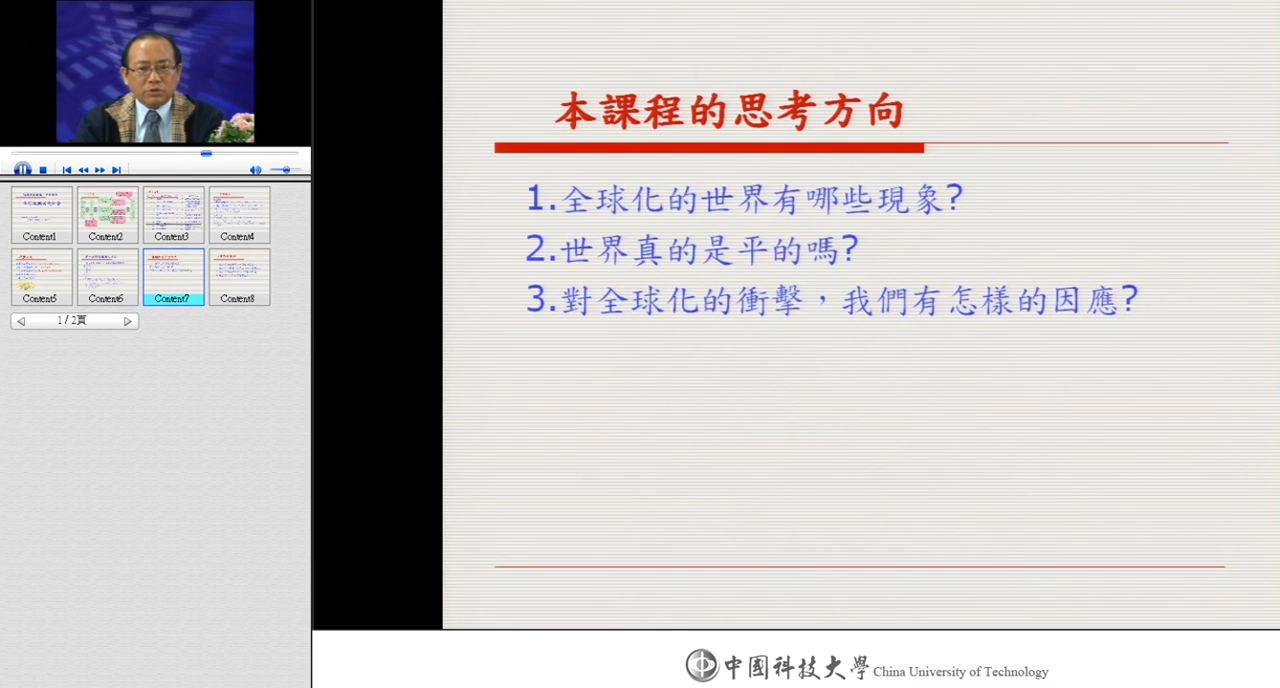 本課程的思考方向
1.全球化的世界有哪些現象?
2.世界真的是平的嗎?
3.對全球化的衝擊，我們有怎樣的因應?
Content1
Content2
Content3
Content4
Content5
Content6
Content7
Content8
1 / 2頁
中國科技大學 China University of Technology